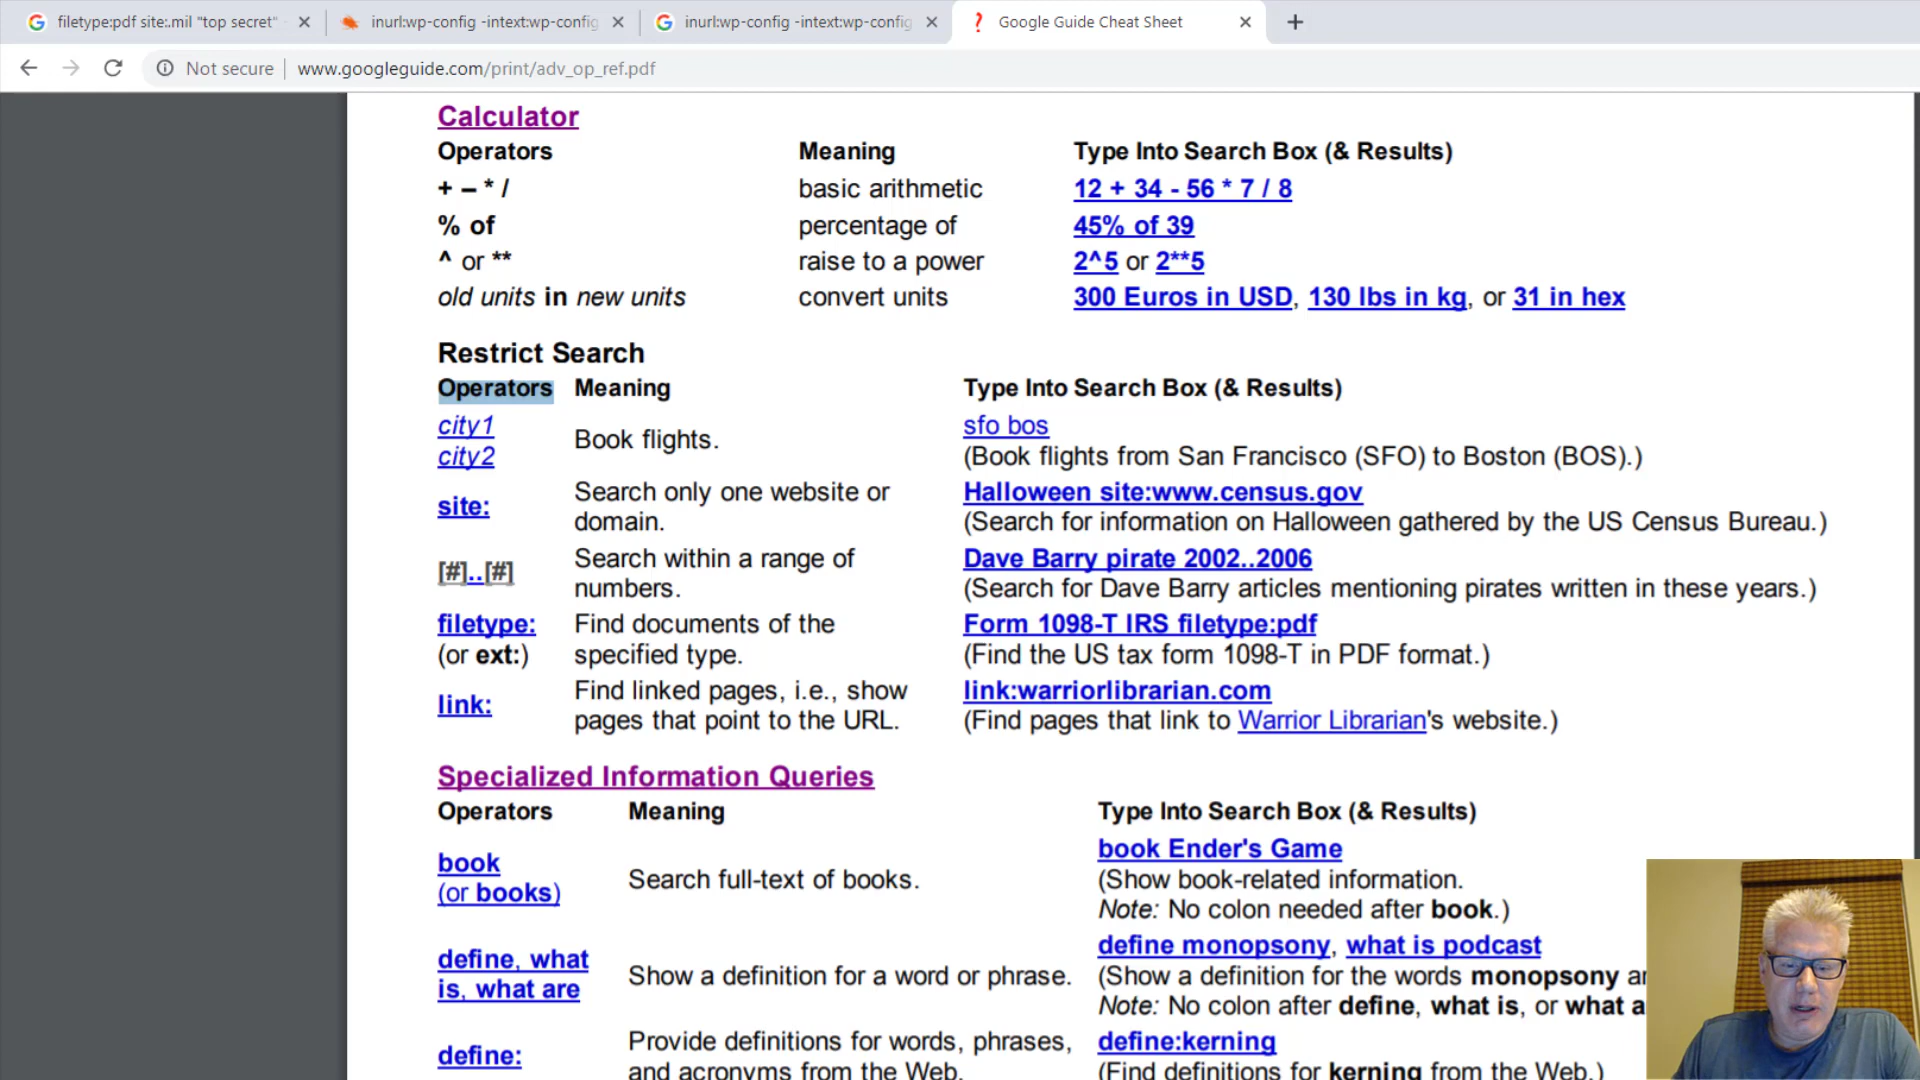 filetype:pdf site:.mil "top secret"
inurl:wp-config -intext:wp-config
inurl:wp-config -intext:wp-config
Google Guide Cheat Sheet
Not secure
www.googleguide.com/print/adv_op_ref.pdf
Calculator
Operators Meaning Type Into Search Box (& Results)
+ – * / basic arithmetic 12 + 34 - 56 * 7 / 8
% of percentage of 45% of 39
^ or ** raise to a power 2^5 or 2**5
old units in new units convert units 300 Euros in USD, 130 lbs in kg, or 31 in hex
Restrict Search
Operators Meaning Type Into Search Box (& Results)
city1
city2
Book flights.
sfo bos
(Book flights from San Francisco (SFO) to Boston (BOS).)
site:
Search only one website or
domain.
Halloween site:www.census.gov
(Search for information on Halloween gathered by the US Census Bureau.)
[#]..[#]
Search within a range of
numbers.
Dave Barry pirate 2002..2006
(Search for Dave Barry articles mentioning pirates written in these years.)
filetype:
(or ext:)
Find documents of the
specified type.
Form 1098-T IRS filetype:pdf
(Find the US tax form 1098-T in PDF format.)
link:
Find linked pages, i.e., show
pages that point to the URL.
link:warriorlibrarian.com
(Find pages that link to Warrior Librarian's website.)
Specialized Information Queries
Operators Meaning Type Into Search Box (& Results)
book
(or books)
Search full-text of books.
book Ender's Game
(Show book-related information.
Note: No colon needed after book.)
define, what
is, what are
Show a definition for a word or phrase.
define monopsony, what is podcast
(Show a definition for the words monopsony
Note: No colon after define, what is, or what
define:
Provide definitions for words, phrases,
and acronyms from the Web.
define:kerning
(Find definitions for kerning from the Web.)